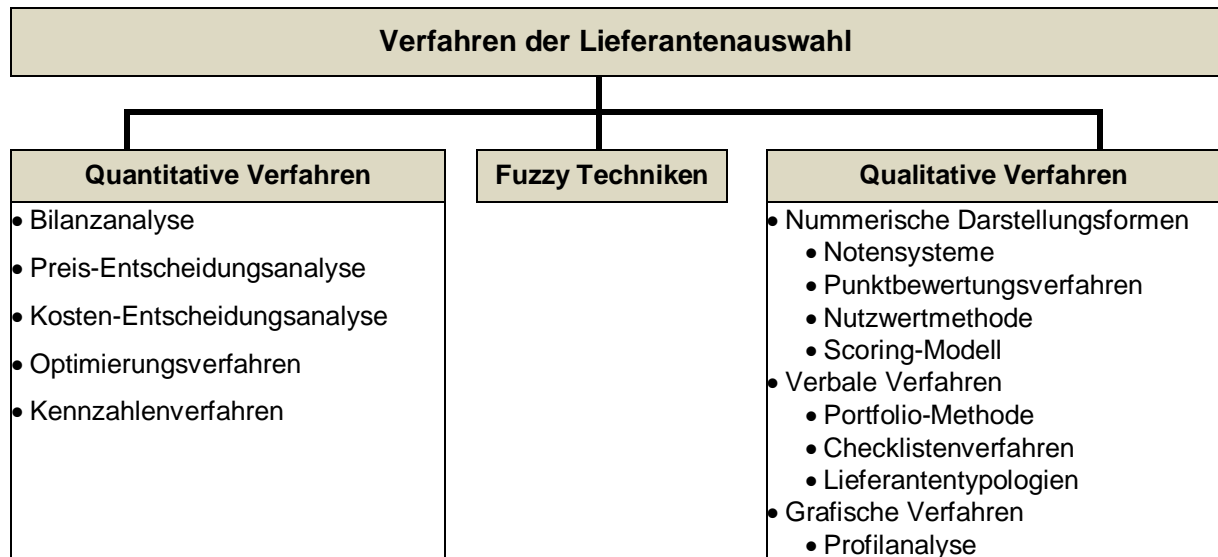 Verfahren der Lieferantenauswahl
Quantitative Verfahren
• Bilanzanalyse
• Preis-Entscheidungsanalyse
• Kosten-Entscheidungsanalyse
• Optimierungsverfahren
• Kennzahlenverfahren
Fuzzy Techniken
Qualitative Verfahren
• Nummerische Darstellungsformen
• Notensysteme
• Punktbewertungsverfahren
• Nutzwertmethode
• Scoring-Modell
• Verbale Verfahren
• Portfolio-Methode
• Checklistenverfahren
• Lieferantentypologien
• Grafische Verfahren
• Profilanalyse